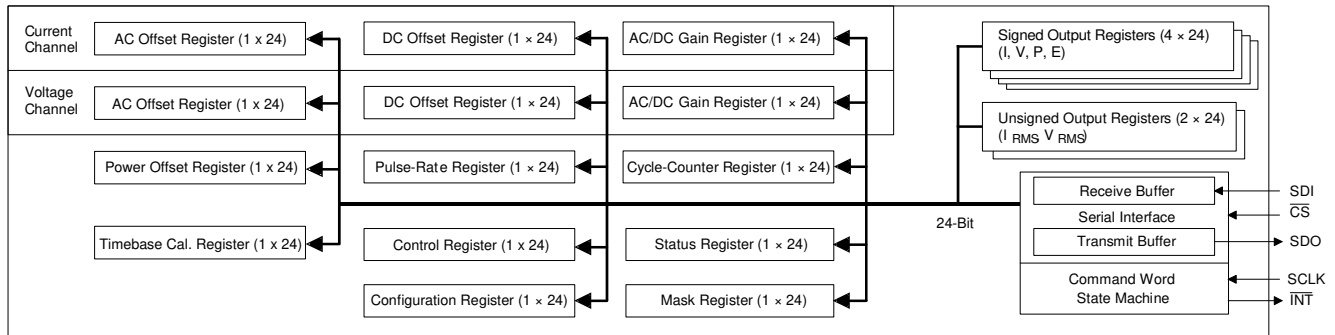 Current
Channel
AC Offset Register (1 x 24)
DC Offset Register (1 × 24)
AC/DC Gain Register (1 × 24)
Signed Output Registers (4 × 24)
(I, V, P, E)
Voltage
Channel
AC Offset Register (1 x 24)
DC Offset Register (1 × 24)
AC/DC Gain Register (1 × 24)
Unsigned Output Registers (2 × 24)
(I RMS V RMS)
Power Offset Register (1 x 24)
Pulse-Rate Register (1 × 24)
Cycle-Counter Register (1 × 24)
Receive Buffer
SDI
24-Bit
Serial Interface
CS
Timebase Cal. Register (1 x 24)
Control Register (1 x 24)
Status Register (1 × 24)
Transmit Buffer
SDO
Configuration Register (1 × 24)
Mask Register (1 × 24)
Command Word
State Machine
SCLK
INT